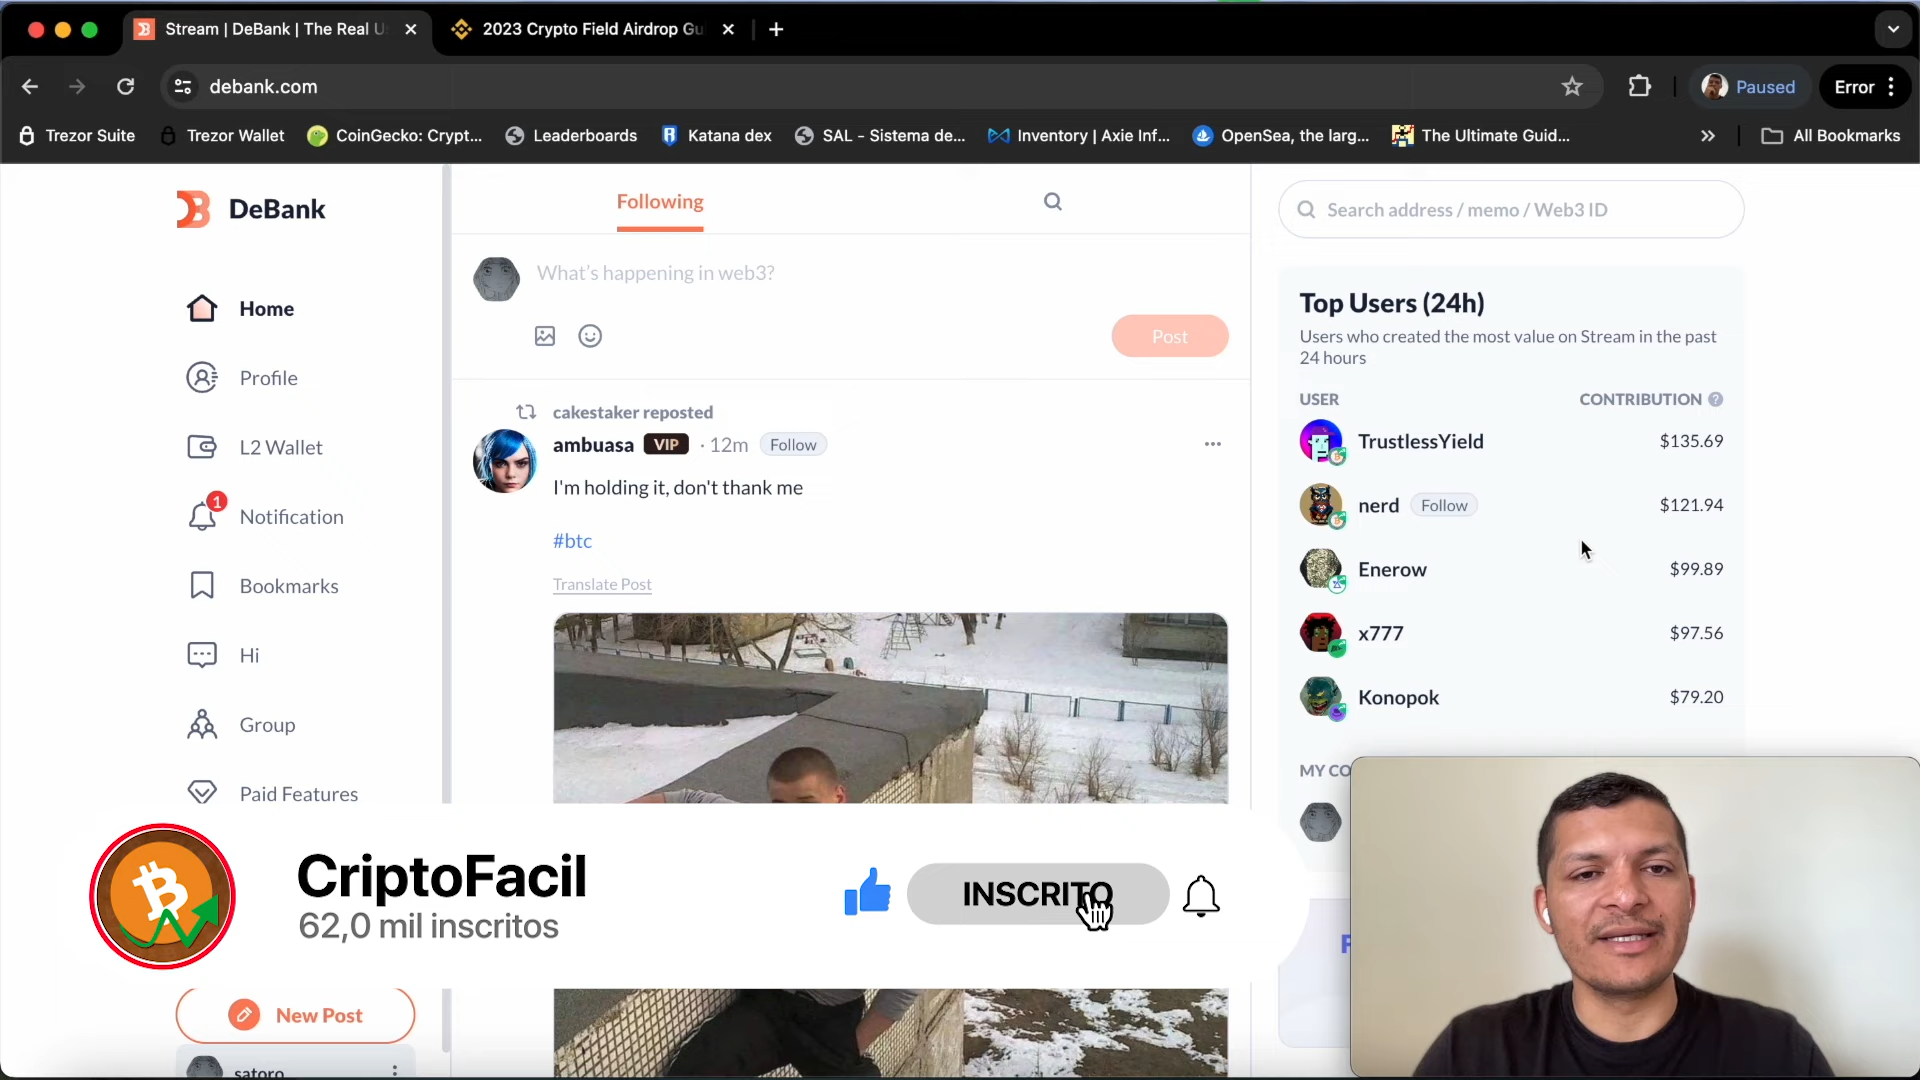 Stream | DeBank | The Real U
2023 Crypto Field Airdrop Gu
debank.com
Paused
Error
Trezor Suite
Trezor Wallet
CoinGecko: Crypt...
Leaderboards
Katana dex
SAL - Sistema de...
Inventory | Axie Inf...
OpenSea, the larg...
The Ultimate Guid...
»
All Bookmarks
DeBank
Home
Profile
L2 Wallet
1
Notification
Bookmarks
Hi
Group
Paid Features
New Post
satoro
Following
What's happening in web3?
Post
cakestaker reposted
ambuasa VIP · 12m Follow
I'm holding it, don't thank me
#btc
Translate Post
Search address / memo / Web3 ID
Top Users (24h)
Users who created the most value on Stream in the past
24 hours
USER CONTRIBUTION ?
TrustlessYield $135.69
nerd Follow $121.94
Enerow $99.89
x777 $97.56
Konopok $79.20
MY CO
CriptoFacil
62,0 mil inscritos
INSCRITO